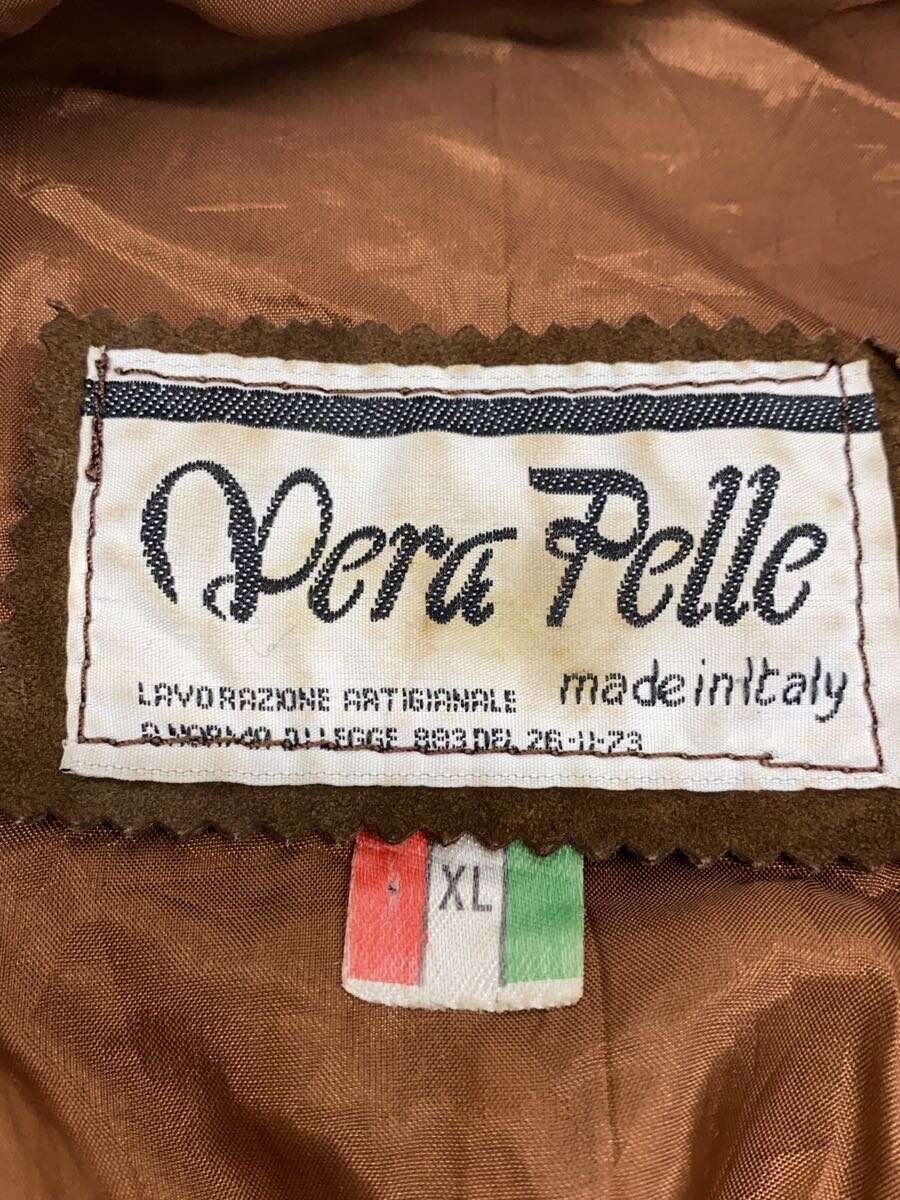 Vera Pelle
made in Italy
LAVORAZIONE ARTIGIANALE
A NORMA DI LEGGE 883 DEL 26-11-73
XL